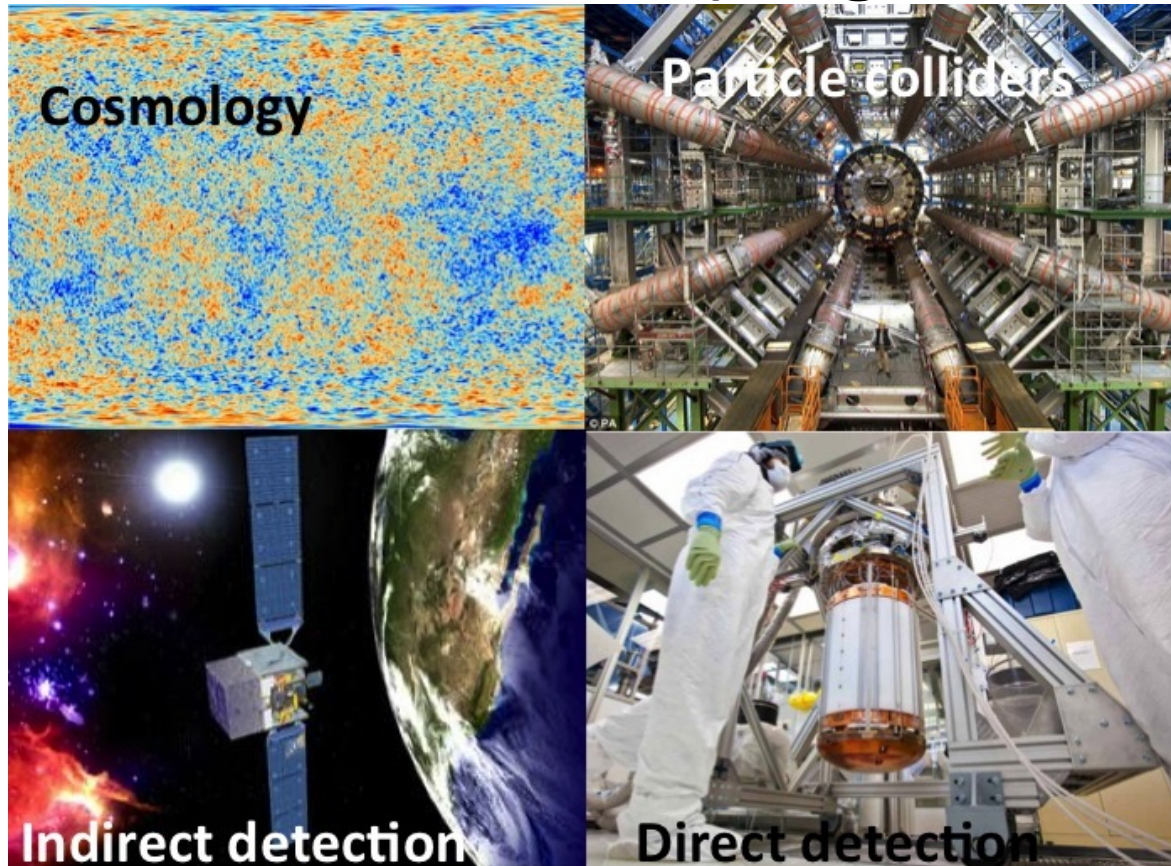 Cosmology
Particle colliders
© PA
Indirect detection
Direct detection